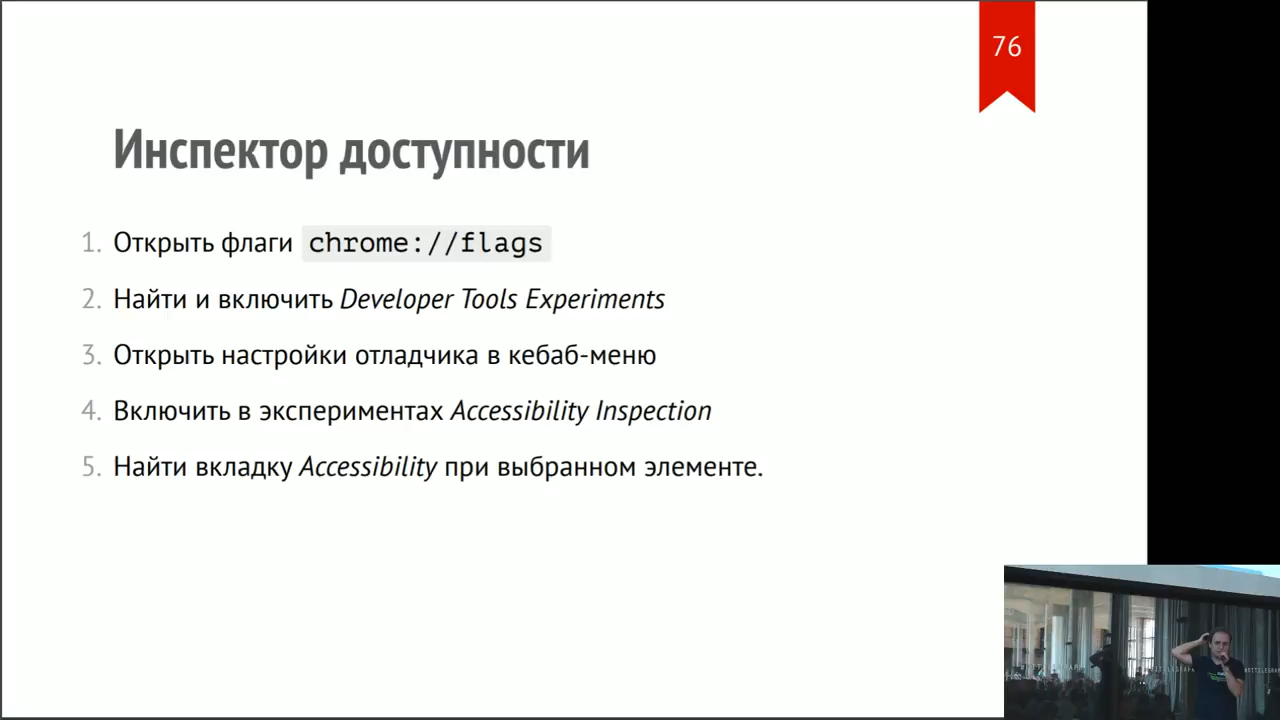 76
Инспектор доступности
1. Открыть флаги chrome://flags
2. Найти и включить Developer Tools Experiments
3. Открыть настройки отладчика в кебаб-меню
4. Включить в экспериментах Accessibility Inspection
5. Найти вкладку Accessibility при выбранном элементе.